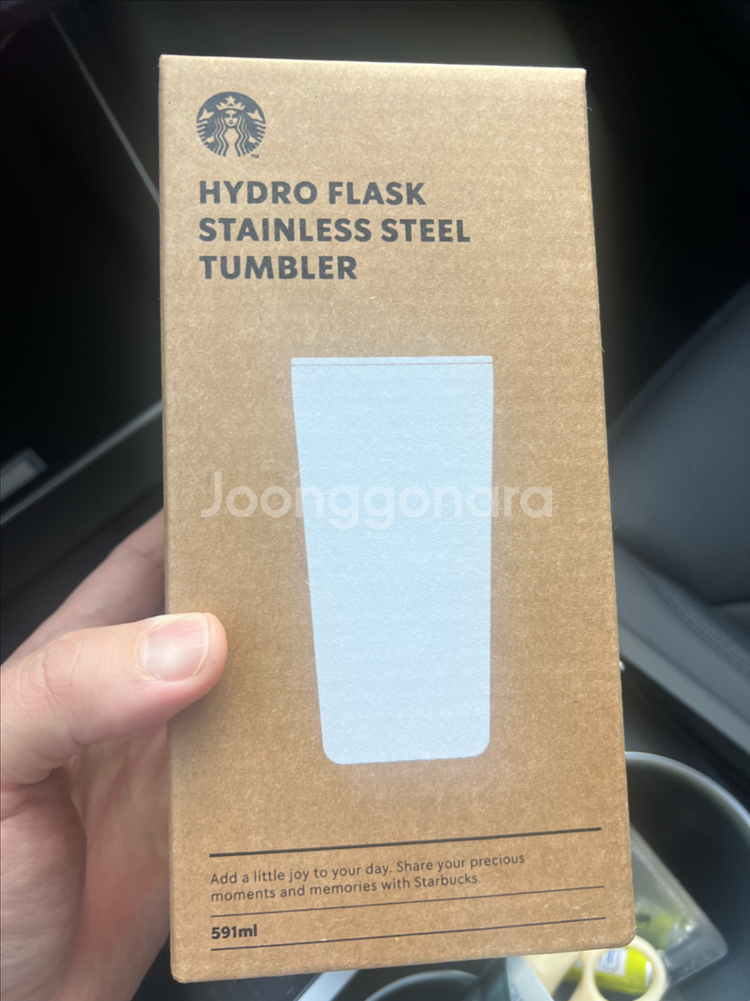 HYDRO FLASK
STAINLESS STEEL
TUMBLER
Joonggonara
Add a little joy to your day. Share your precious
moments and memories with Starbucks.
591ml